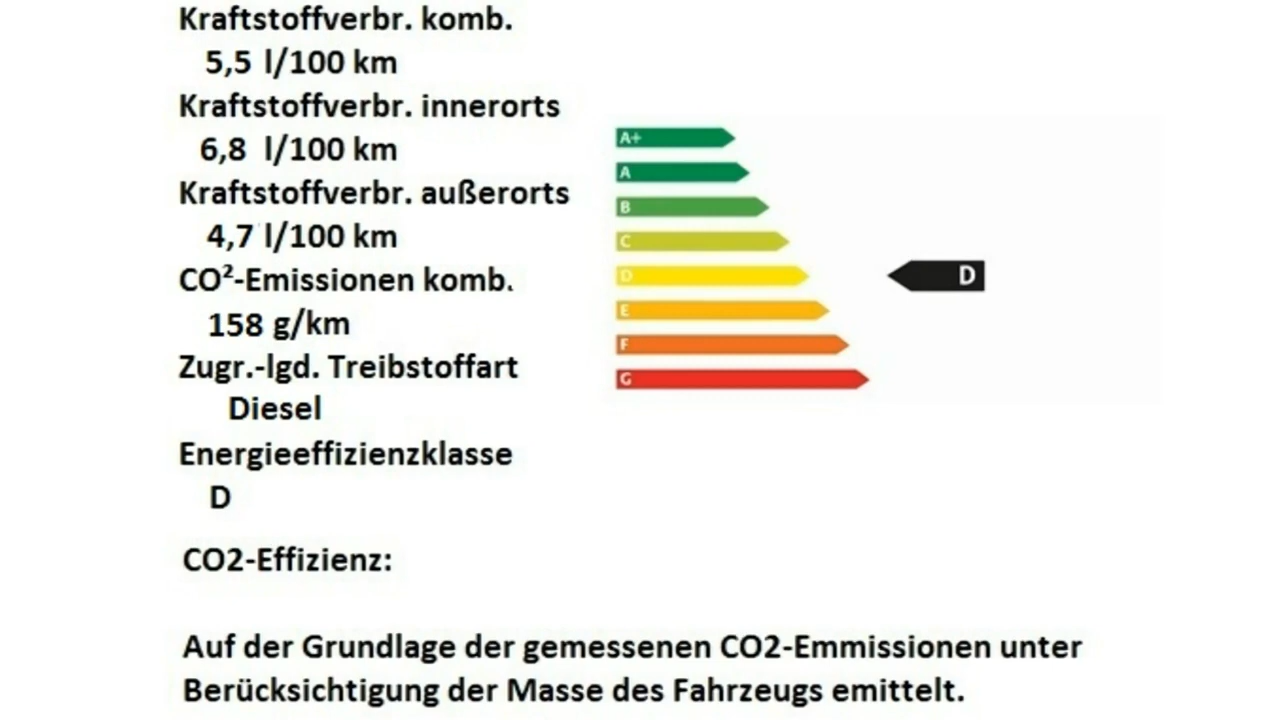 Kraftstoffverbr. komb.
5,5 l/100 km
Kraftstoffverbr. innerorts
6,8 l/100 km
Kraftstoffverbr. außerorts
4,7 l/100 km
CO²-Emissionen komb.
158 g/km
Zugr.-lgd. Treibstoffart
Diesel
Energieeffizienzklasse
D
A+
A
B
C
D
D
E
F
G
CO2-Effizienz:
Auf der Grundlage der gemessenen CO2-Emmissionen unter
Berücksichtigung der Masse des Fahrzeugs emittelt.